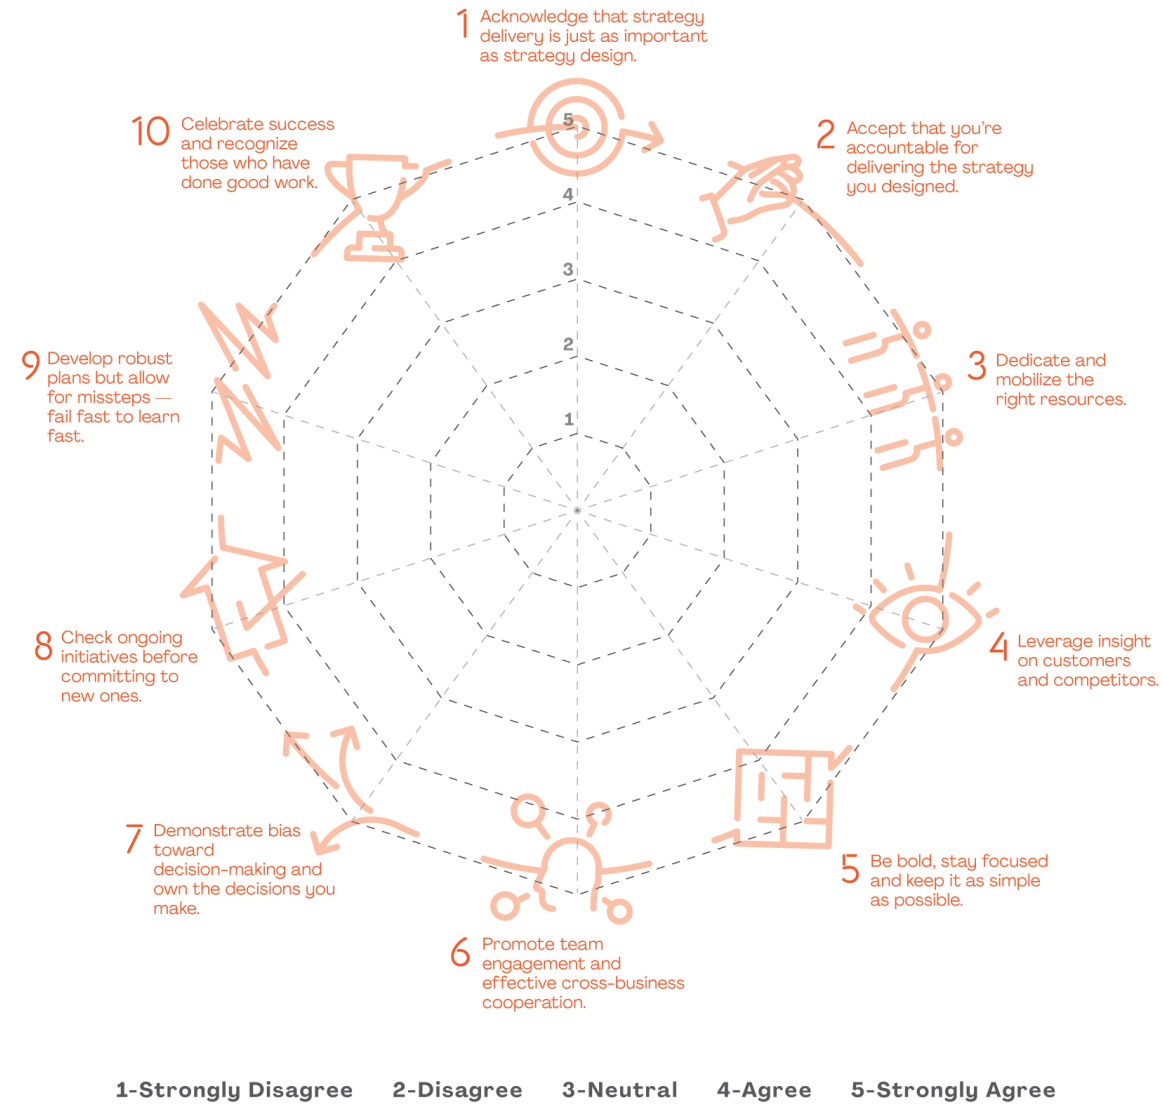 1 Acknowledge that strategy
delivery is just as important
as strategy design.
2 Accept that you're
accountable for
delivering the strategy
you designed.
3 Dedicate and
mobilize the
right resources.
4 Leverage insight
on customers
and competitors.
5 Be bold, stay focused
and keep it as simple
as possible.
6 Promote team
engagement and
effective cross-business
cooperation.
7 Demonstrate bias
toward
decision-making and
own the decisions you
make.
8 Check ongoing
initiatives before
committing to
new ones.
9 Develop robust
plans but allow
for missteps —
fail fast to learn
fast.
10 Celebrate success
and recognize
those who have
done good work.
5
4
3
2
1
1-Strongly Disagree 2-Disagree 3-Neutral 4-Agree 5-Strongly Agree